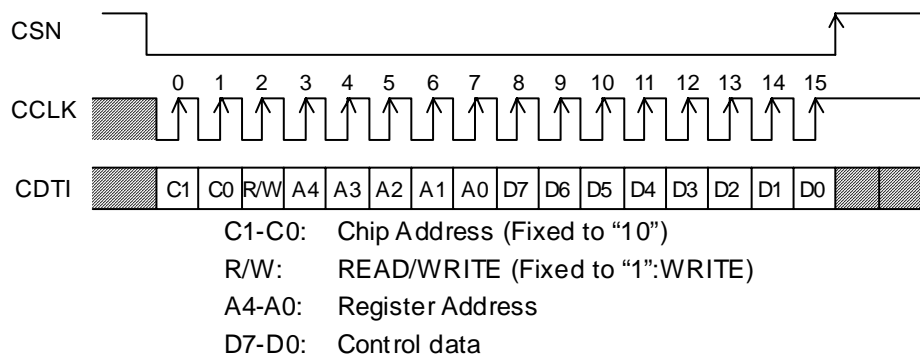 CSN
0 1 2 3 4 5 6 7 8 9 10 11 12 13 14 15
CCLK
CDTI C1 C0 R/W A4 A3 A2 A1 A0 D7 D6 D5 D4 D3 D2 D1 D0
C1-C0: Chip Address (Fixed to “10”)
R/W: READ/WRITE (Fixed to “1”:WRITE)
A4-A0: Register Address
D7-D0: Control data